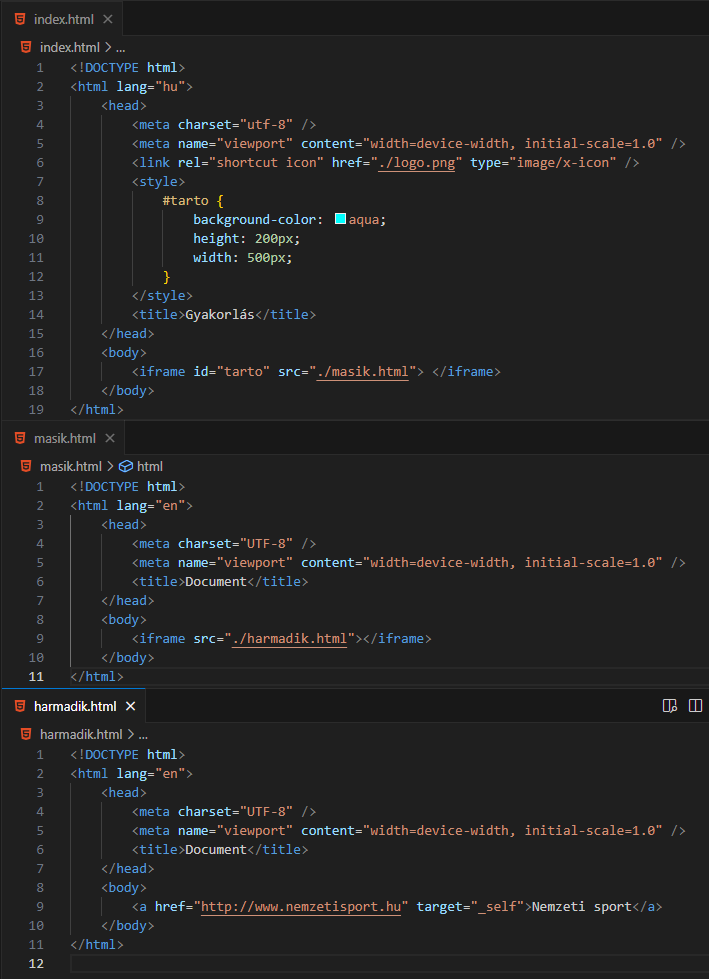 index.html
index.html > ...
1 <!DOCTYPE html>
2 <html lang="hu">
3 <head>
4 <meta charset="utf-8" />
5 <meta name="viewport" content="width=device-width, initial-scale=1.0" />
6 <link rel="shortcut icon" href="./logo.png" type="image/x-icon" />
7 <style>
8 #tarto {
9 background-color: aqua;
10 height: 200px;
11 width: 500px;
12 }
13 </style>
14 <title>Gyakorlás</title>
15 </head>
16 <body>
17 <iframe id="tarto" src="./masik.html"> </iframe>
18 </body>
19 </html>
masik.html
masik.html > html
1 <!DOCTYPE html>
2 <html lang="en">
3 <head>
4 <meta charset="UTF-8" />
5 <meta name="viewport" content="width=device-width, initial-scale=1.0" />
6 <title>Document</title>
7 </head>
8 <body>
9 <iframe src="./harmadik.html"></iframe>
10 </body>
11 </html>
harmadik.html
harmadik.html > ...
1 <!DOCTYPE html>
2 <html lang="en">
3 <head>
4 <meta charset="UTF-8" />
5 <meta name="viewport" content="width=device-width, initial-scale=1.0" />
6 <title>Document</title>
7 </head>
8 <body>
9 <a href="http://www.nemzetisport.hu" target="_self">Nemzeti sport</a>
10 </body>
11 </html>
12